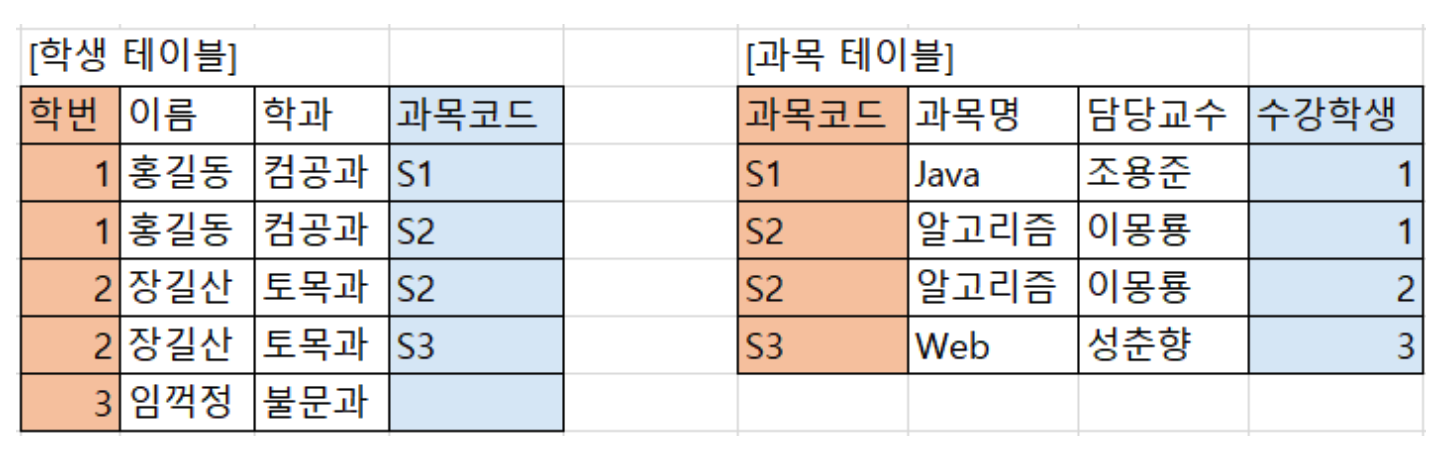 [학생 테이블]
학번 이름 학과 과목코드
1 홍길동 컴공과 S1
1 홍길동 컴공과 S2
2 장길산 토목과 S2
2 장길산 토목과 S3
3 임꺽정 불문과
[과목 테이블]
과목코드 과목명 담당교수 수강학생
S1 Java 조용준 1
S2 알고리즘 이몽룡 1
S2 알고리즘 이몽룡 2
S3 Web 성춘향 3